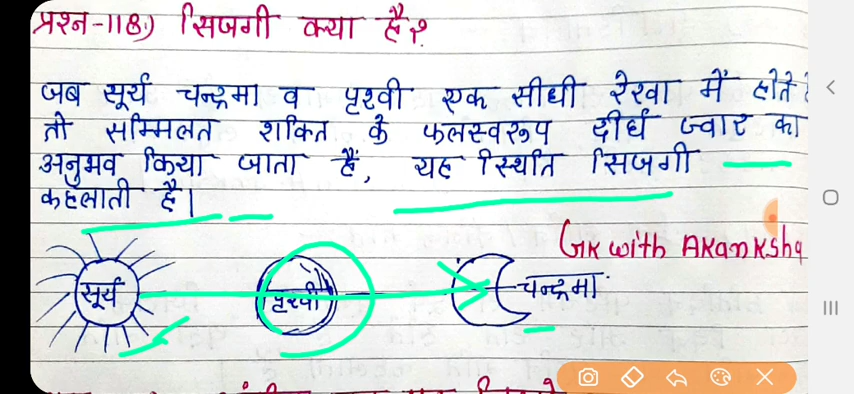 प्रश्न-118:) सिजगी क्या है?
जब सूर्य चन्द्रमा व पृथ्वी एक सीधी रेखा में होते है
तो सम्मिलत शक्ति के फलस्वरूप दीर्घ ज्वार का
अनुभव किया जाता है, यह स्थिति सिजगी
कहलाती है।
GK with Akanksha
सूर्य पृथ्वी चन्द्रमा